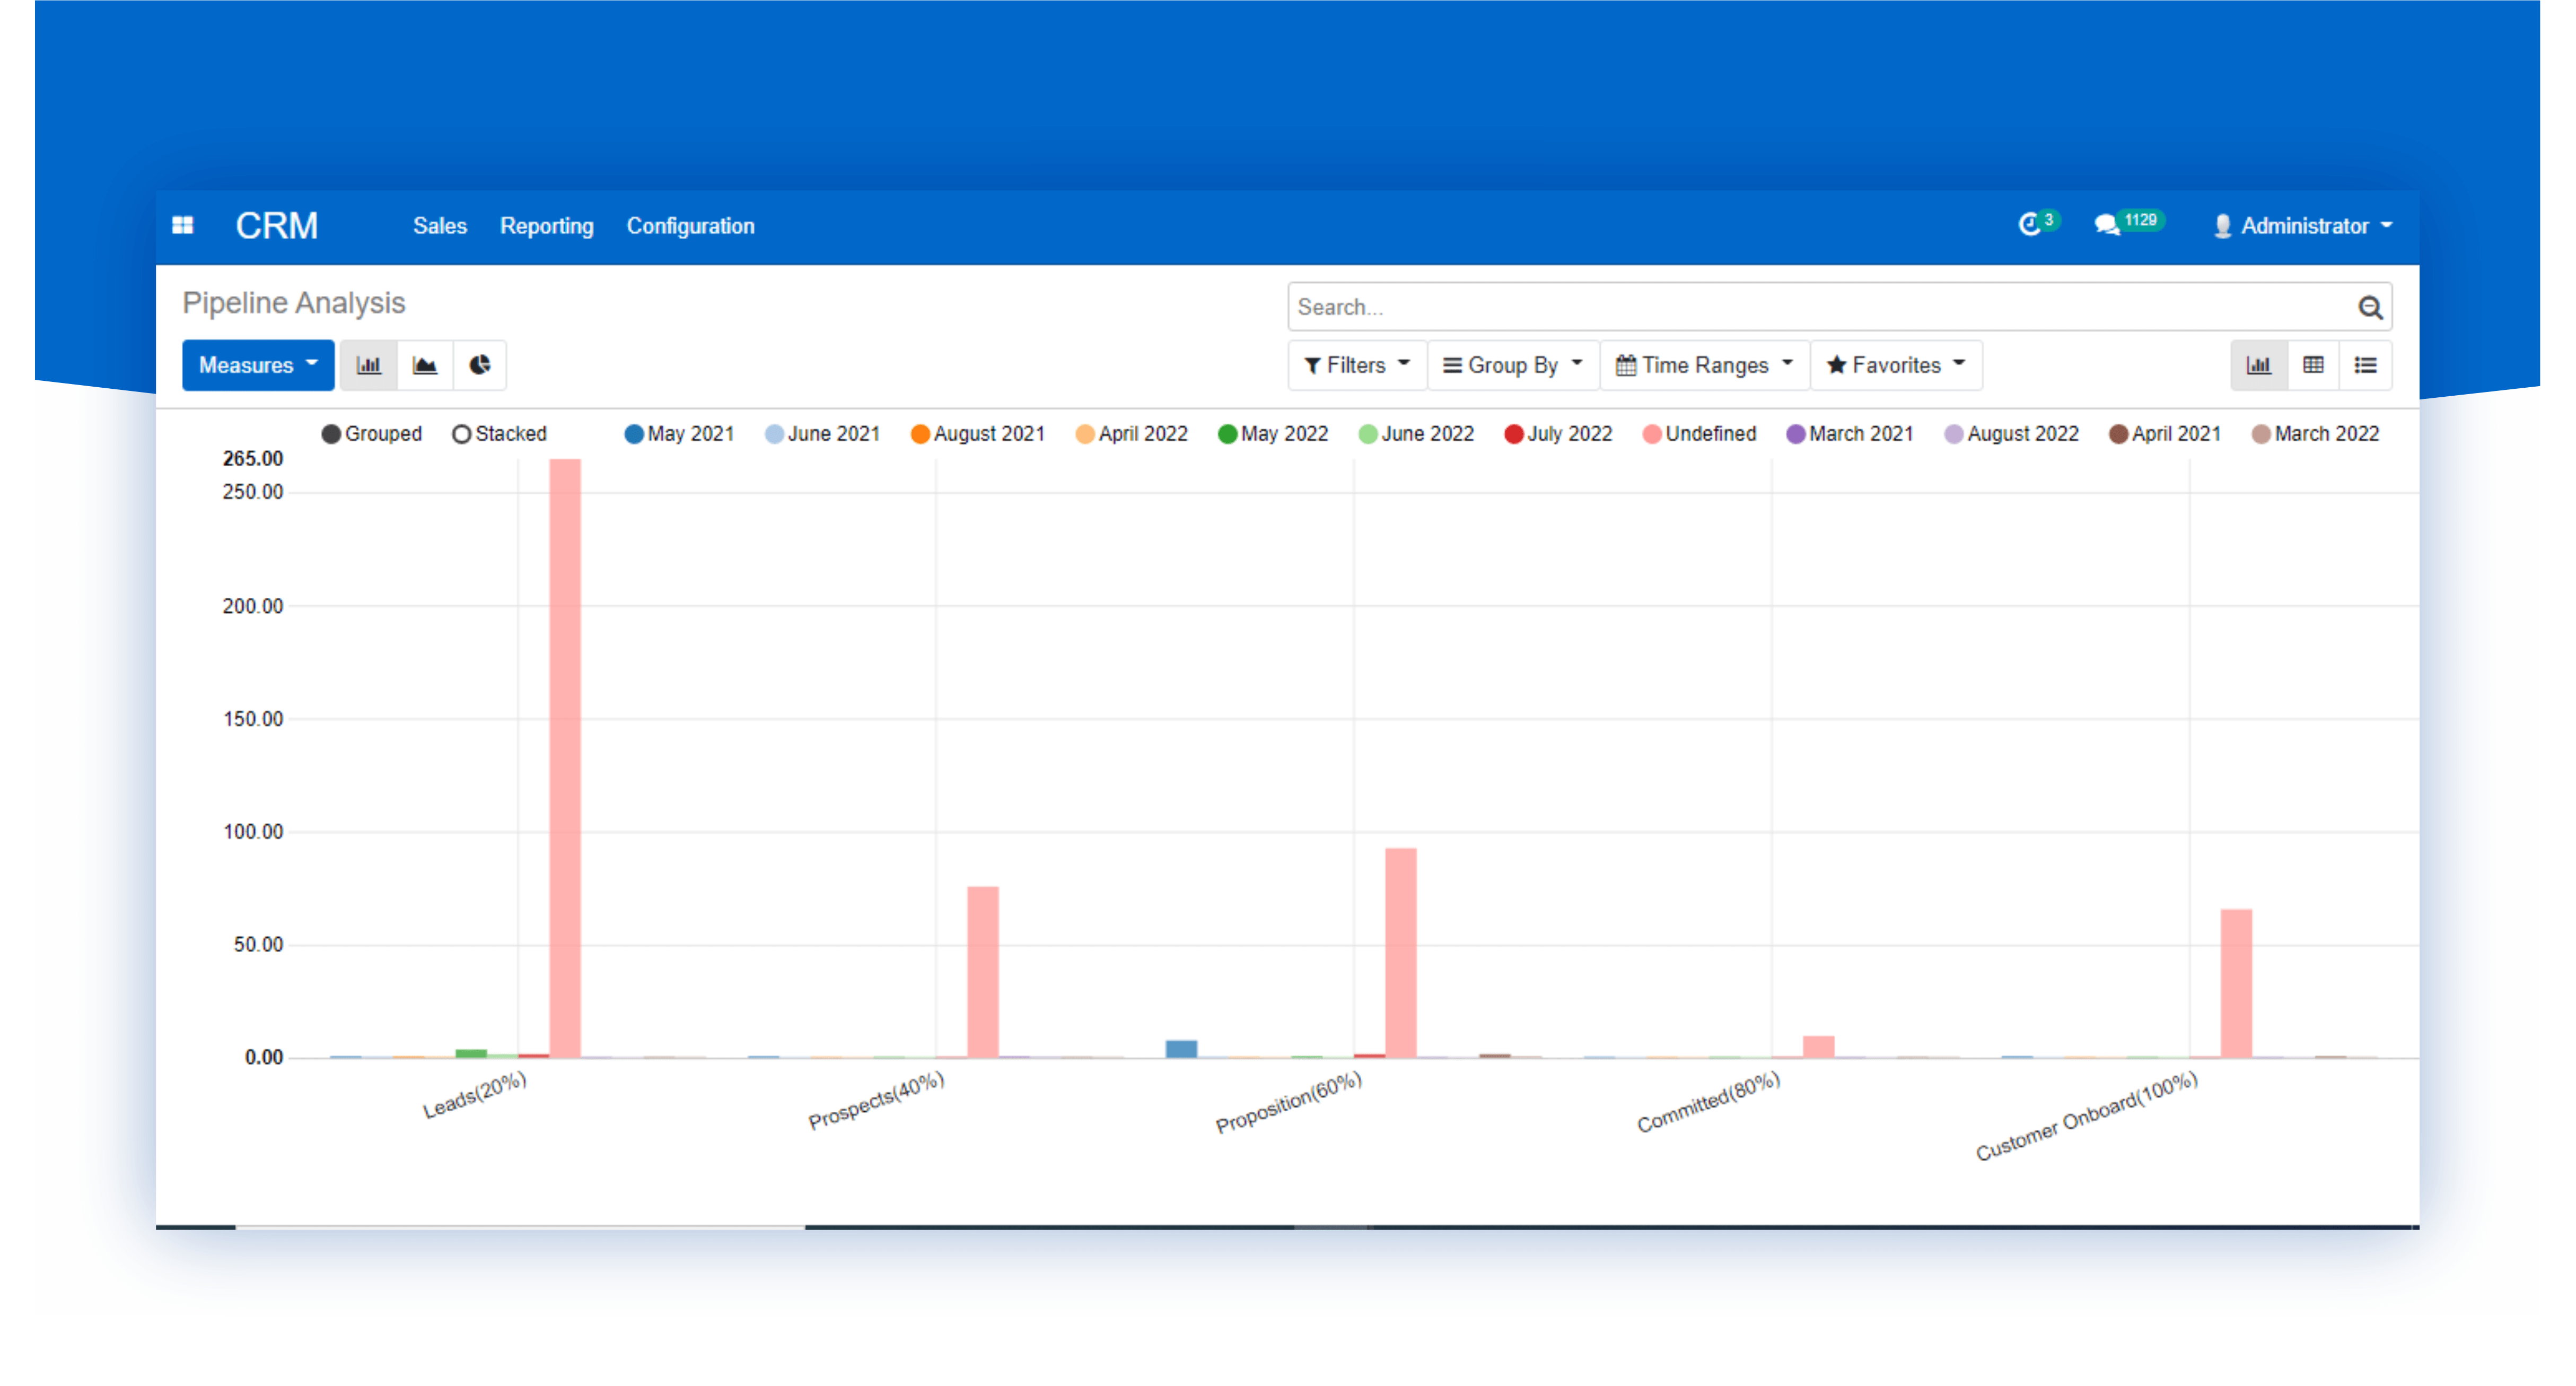 CRM Sales Reporting Configuration 3 1129 Administrator
Pipeline Analysis
Search...
Measures Filters Group By Time Ranges Favorites
Grouped Stacked May 2021 June 2021 August 2021 April 2022 May 2022 June 2022 July 2022 Undefined March 2021 August 2022 April 2021 March 2022
265.00
250.00
200.00
150.00
100.00
50.00
0.00
Leads(20%) Prospects(40%) Proposition(60%) Committed(80%) Customer Onboard(100%)